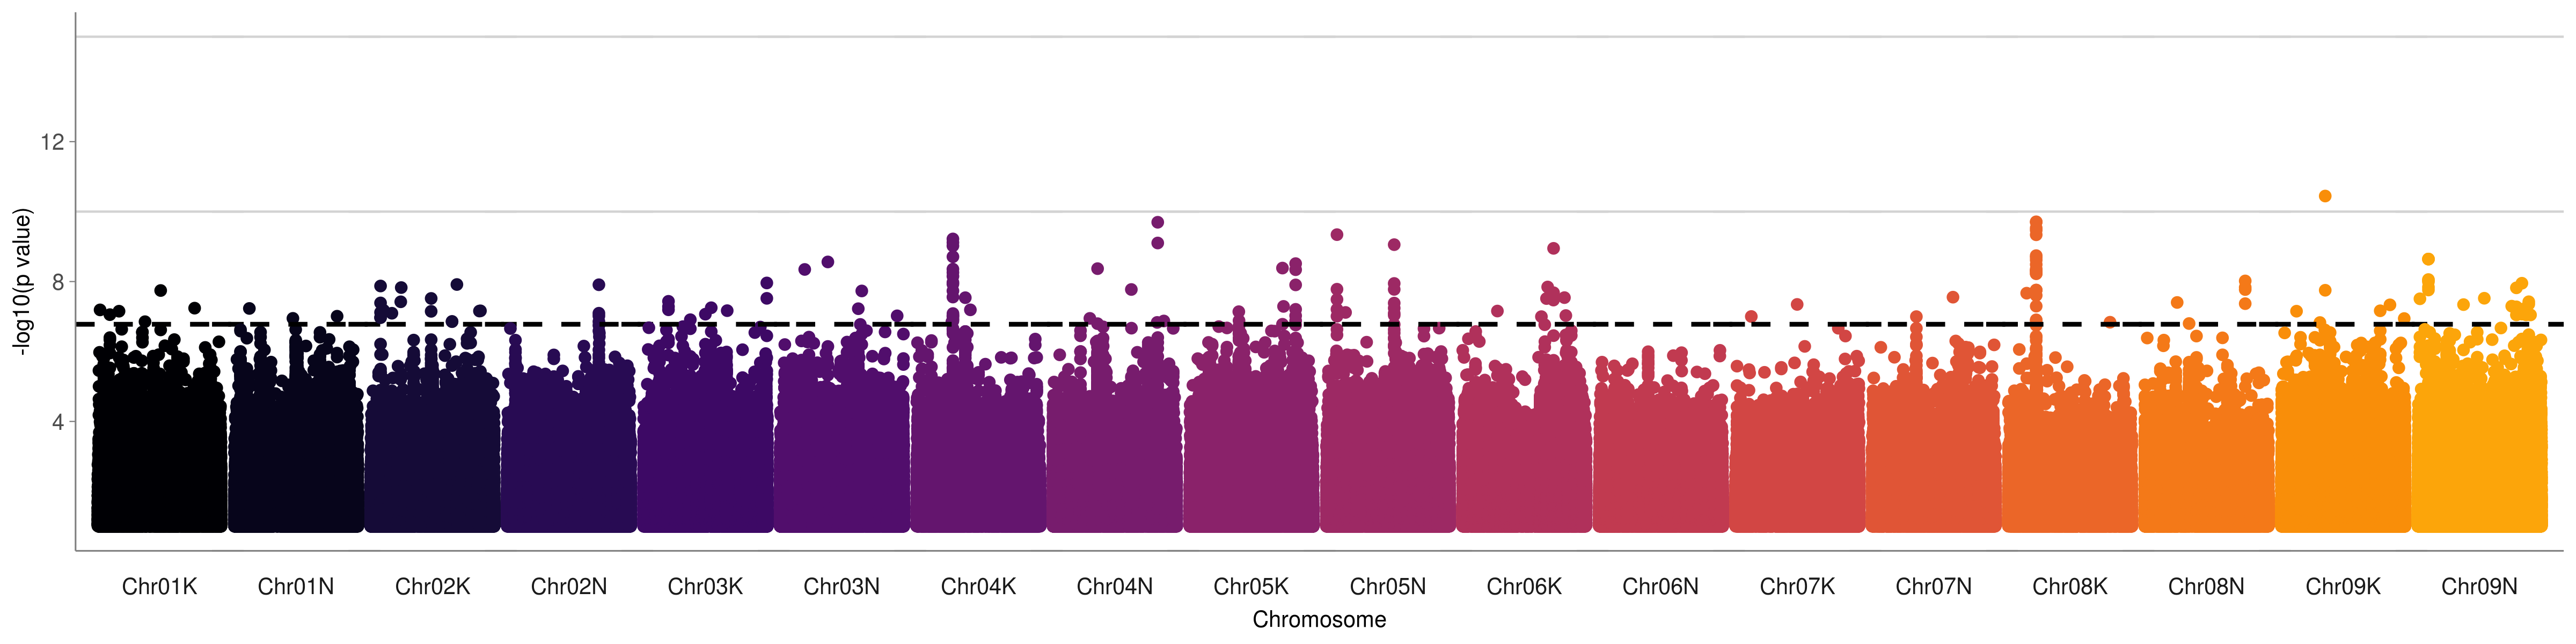 -log10(p value)
12
8
4
Chr01K Chr01N Chr02K Chr02N Chr03K Chr03N Chr04K Chr04N Chr05K Chr05N Chr06K Chr06N Chr07K Chr07N Chr08K Chr08N Chr09K Chr09N
Chromosome